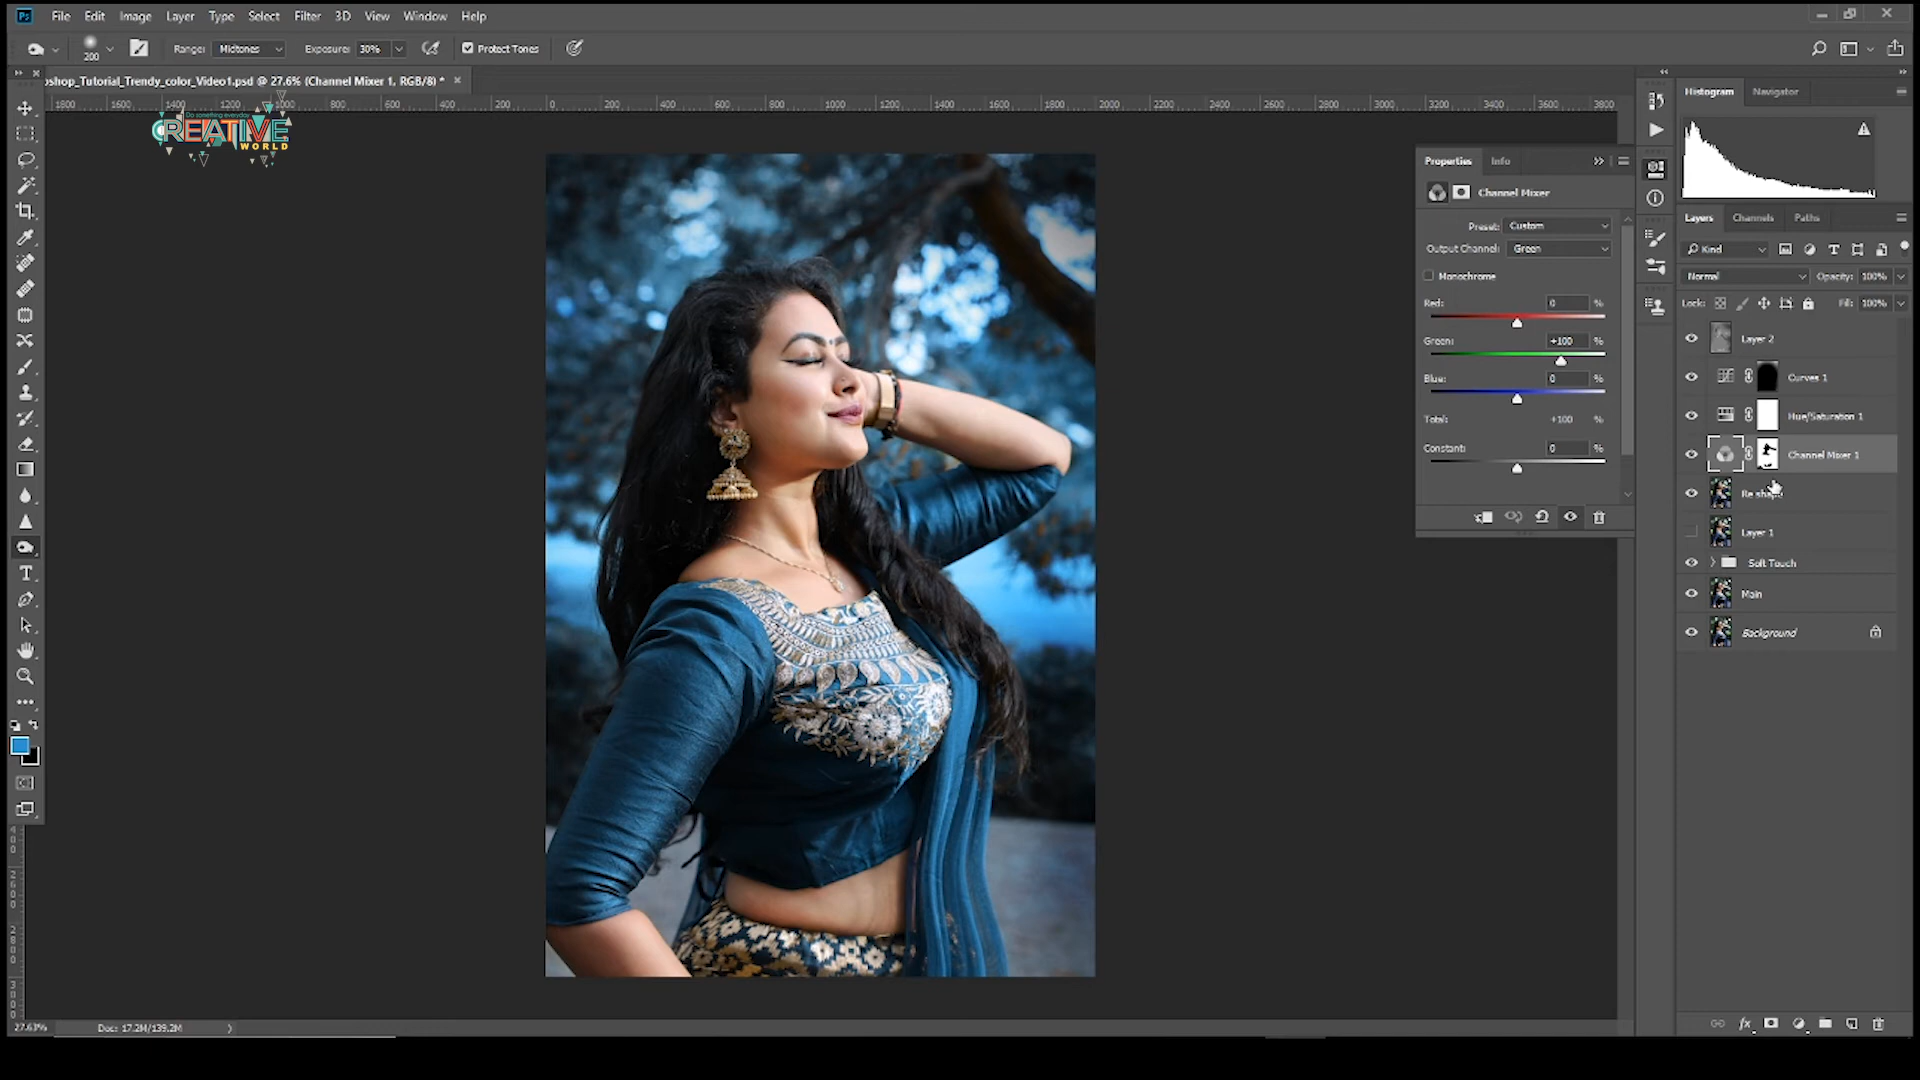 Ps File Edit Image Layer Type Select Filter 3D View Window Help
200 Range: Midtones Exposure: 30% Protect Tones
oshop_Tutorial_Trendy_color_Video1.psd @ 27.6% (Channel Mixer 1, RGB/8) *
1800 1600 1400 1200 1000 800 600 400 200 0 200 400 600 800 1000 1200 1400 1600 1800 2000 2200 2400 2600 2800 3000 3200 3400 3600 3800
Do something everyday
CREATIVE
WORLD
Histogram Navigator
Properties Info
Channel Mixer
Preset: Custom
Output Channel: Green
Monochrome
Red: 0 %
Green: +100 %
Blue: 0 %
Total: +100 %
Constant: 0 %
Layers Channels Paths
Kind
Normal Opacity: 100%
Lock: Fill: 100%
Layer 2
Curves 1
Hue/Saturation 1
Channel Mixer 1
Re shape
Layer 1
Soft Touch
Main
Background
fx
27.63% Doc: 17.2M/139.2M